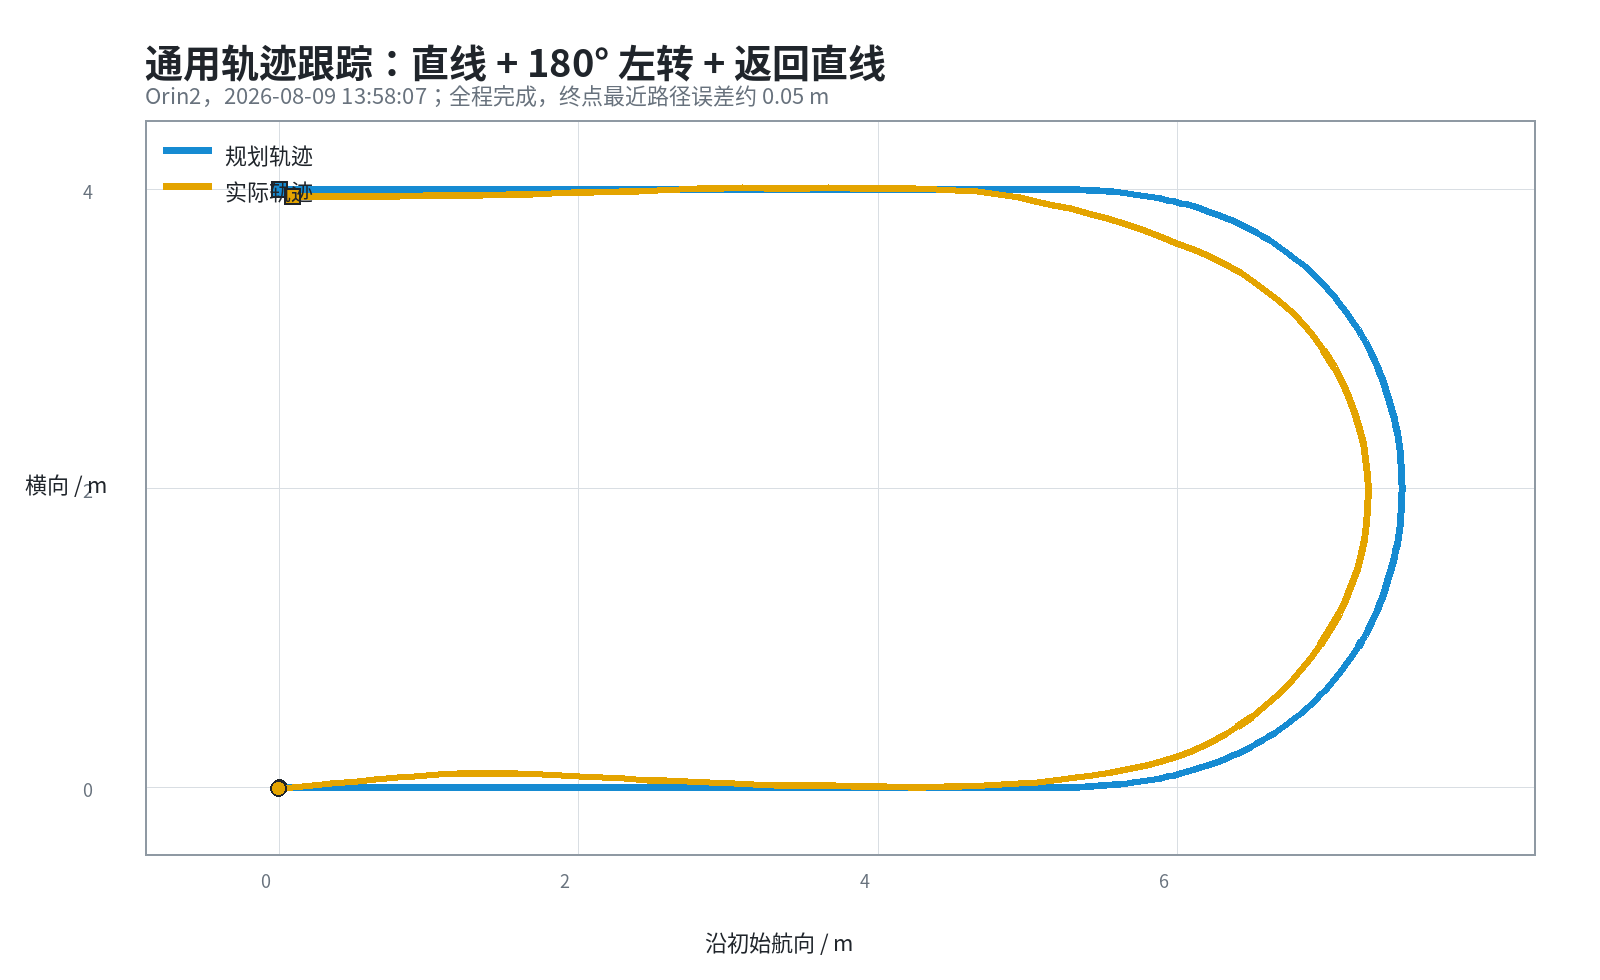 通用轨迹跟踪：直线 + 180° 左转 + 返回直线
Orin2，2026-08-09 13:58:07；全程完成，终点最近路径误差约 0.05 m
规划轨迹
实际轨迹
4
横向 / m
2
0
0 2 4 6
沿初始航向 / m